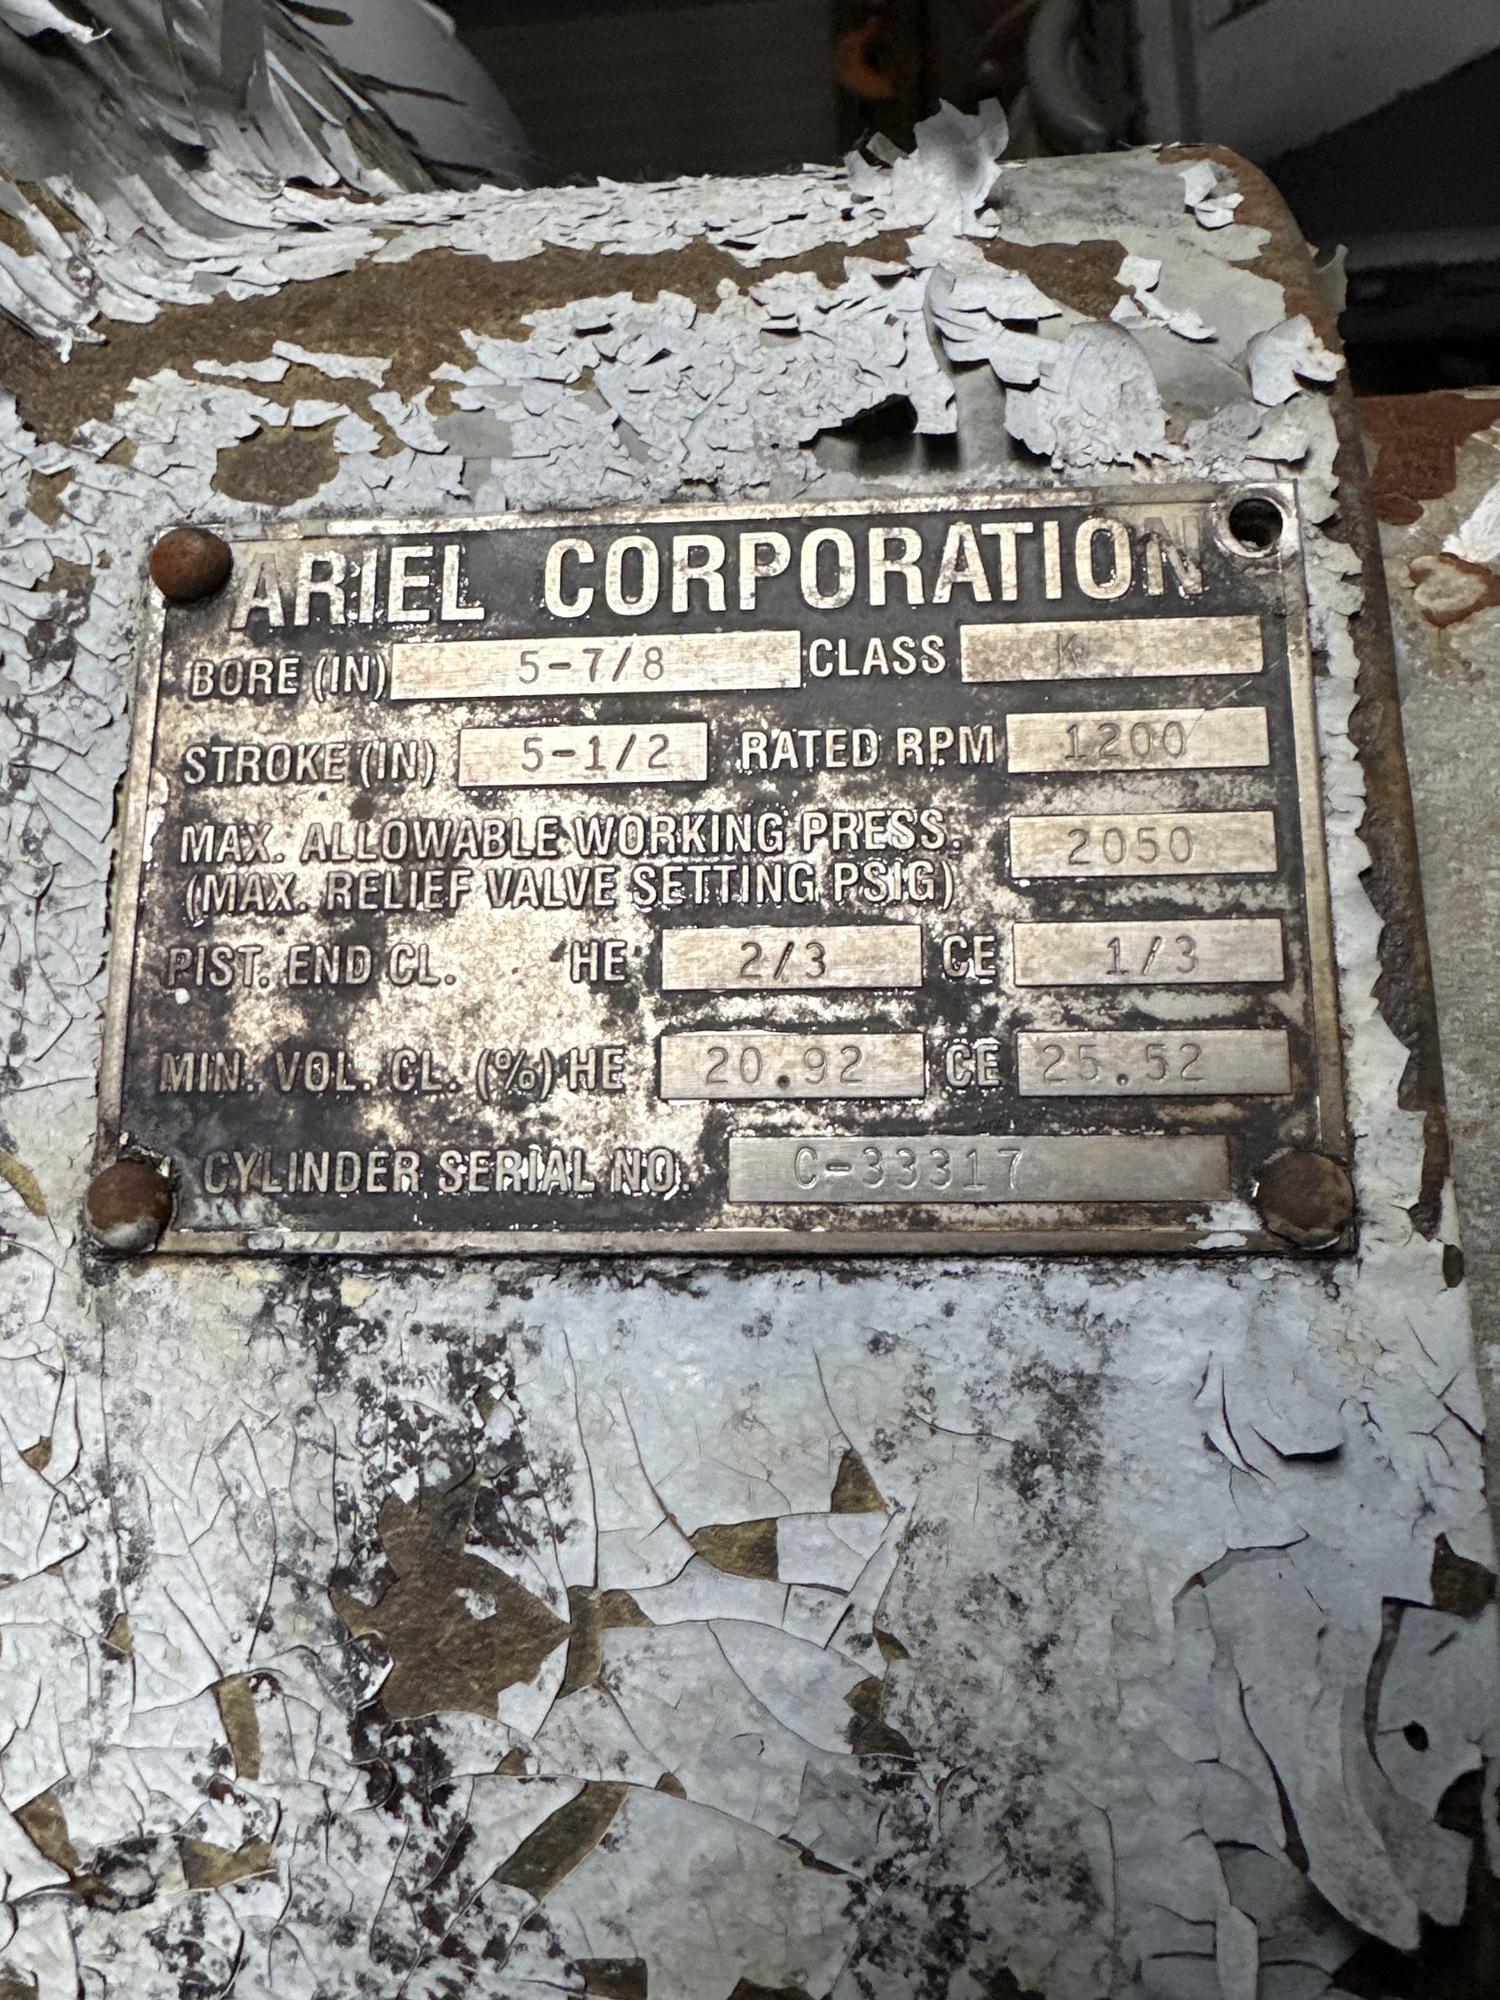 ARIEL CORPORATION
BORE (IN) 5-7/8 CLASS K
STROKE (IN) 5-1/2 RATED RPM 1200
MAX. ALLOWABLE WORKING PRESS.
(MAX. RELIEF VALVE SETTING PSIG) 2050
PIST. END CL. HE 2/3 CE 1/3
MIN. VOL. CL. (%) HE 20.92 CE 25.52
CYLINDER SERIAL NO. C-33317